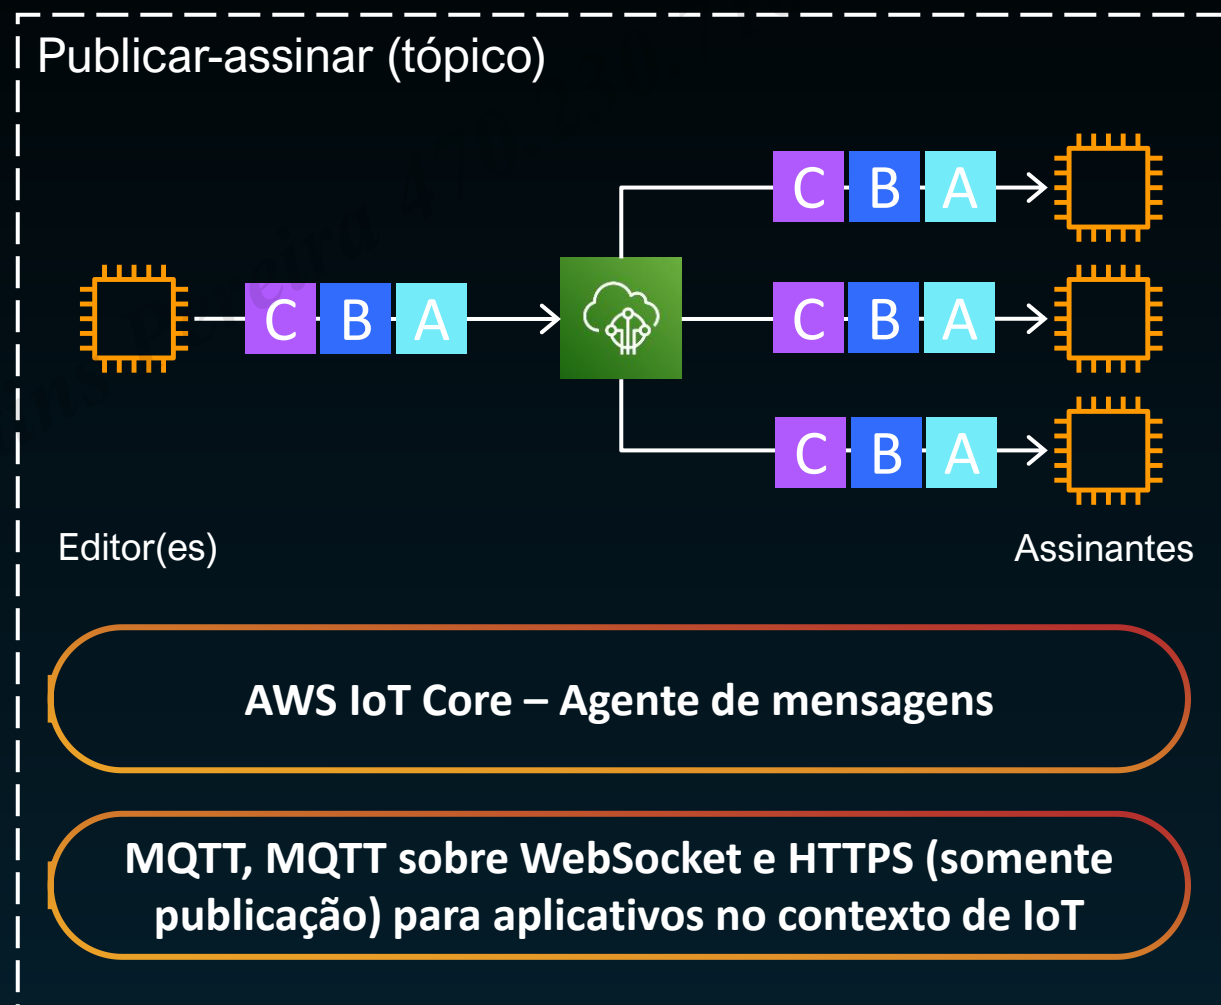 Publicar-assinar (tópico)
C B A
C B A
C B A
C B A
Editor(es)
Assinantes
AWS IoT Core – Agente de mensagens
MQTT, MQTT sobre WebSocket e HTTPS (somente
publicação) para aplicativos no contexto de IoT